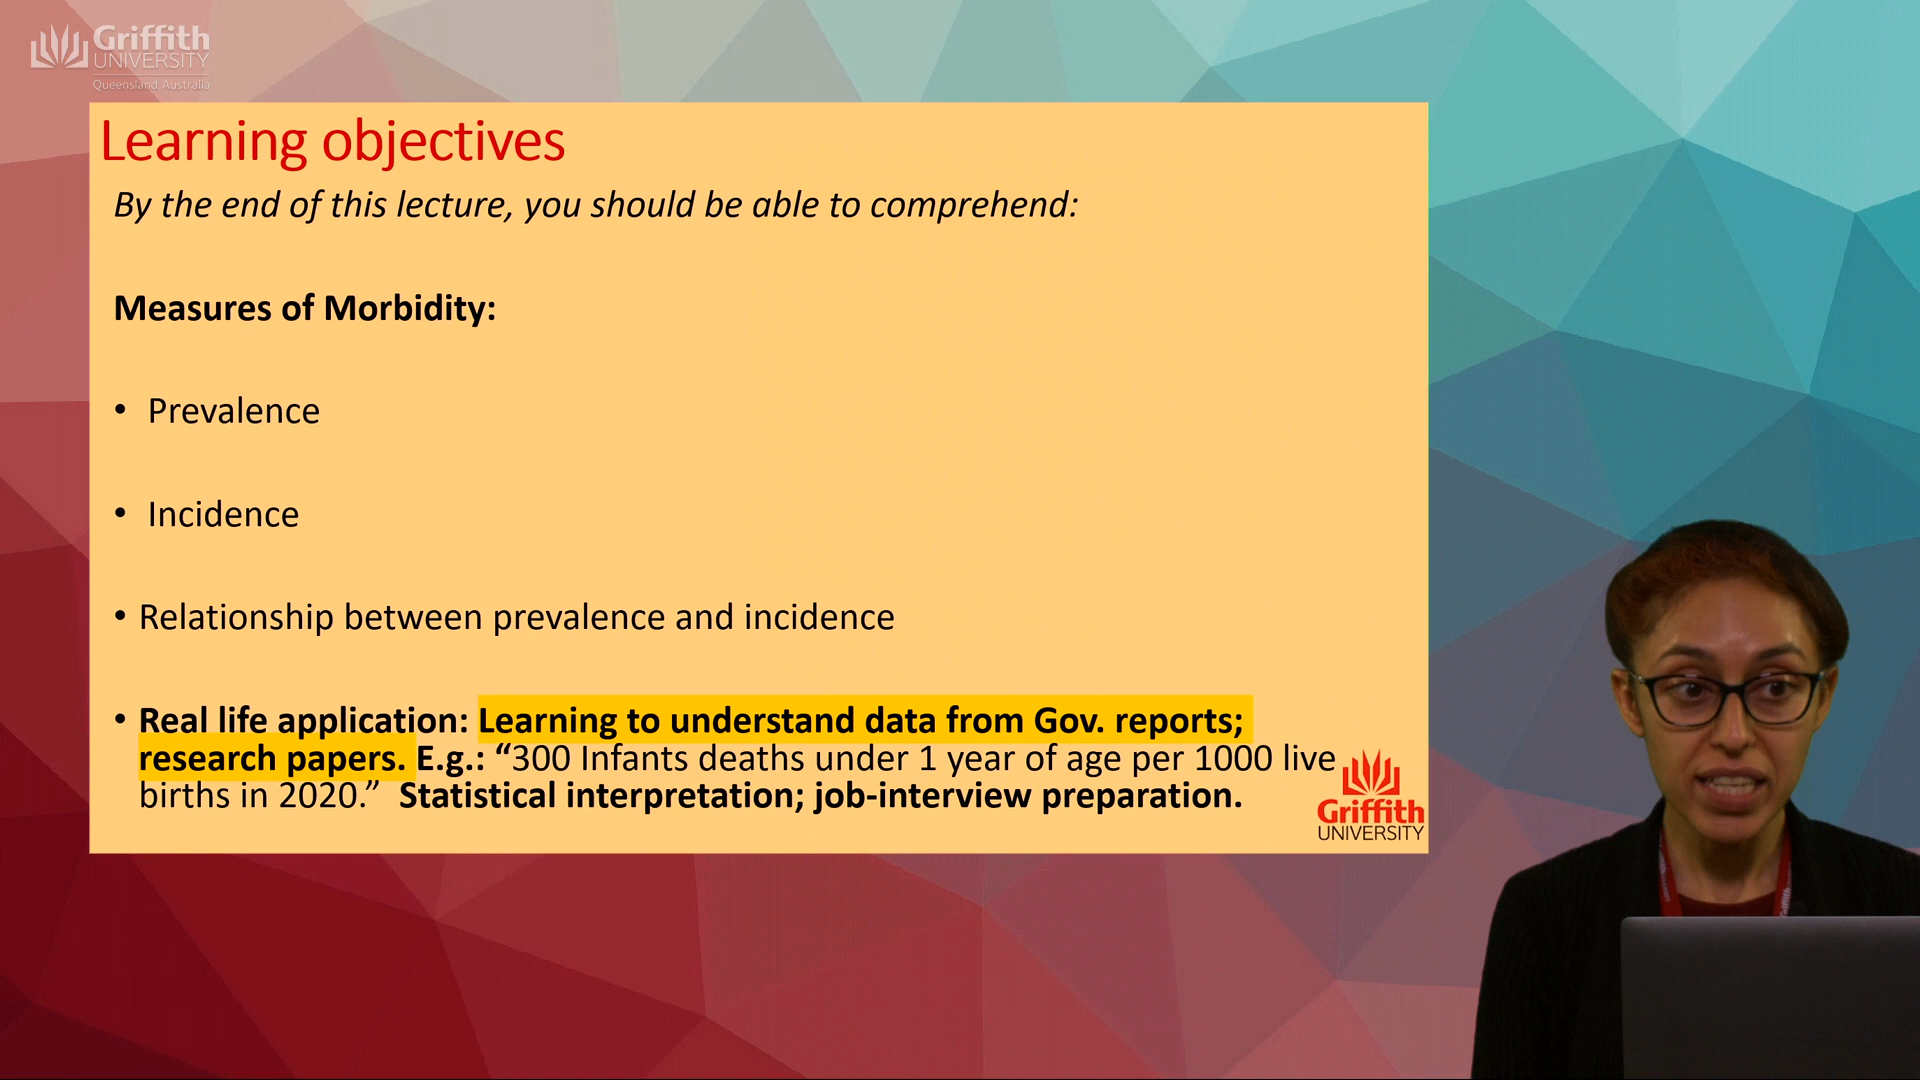 Griffith
UNIVERSITY
Queensland Australia
Learning objectives
By the end of this lecture, you should be able to comprehend:
Measures of Morbidity:
• Prevalence
• Incidence
• Relationship between prevalence and incidence
• Real life application: Learning to understand data from Gov. reports;
research papers. E.g.: “300 Infants deaths under 1 year of age per 1000 live
births in 2020.” Statistical interpretation; job-interview preparation.
Griffith
UNIVERSITY